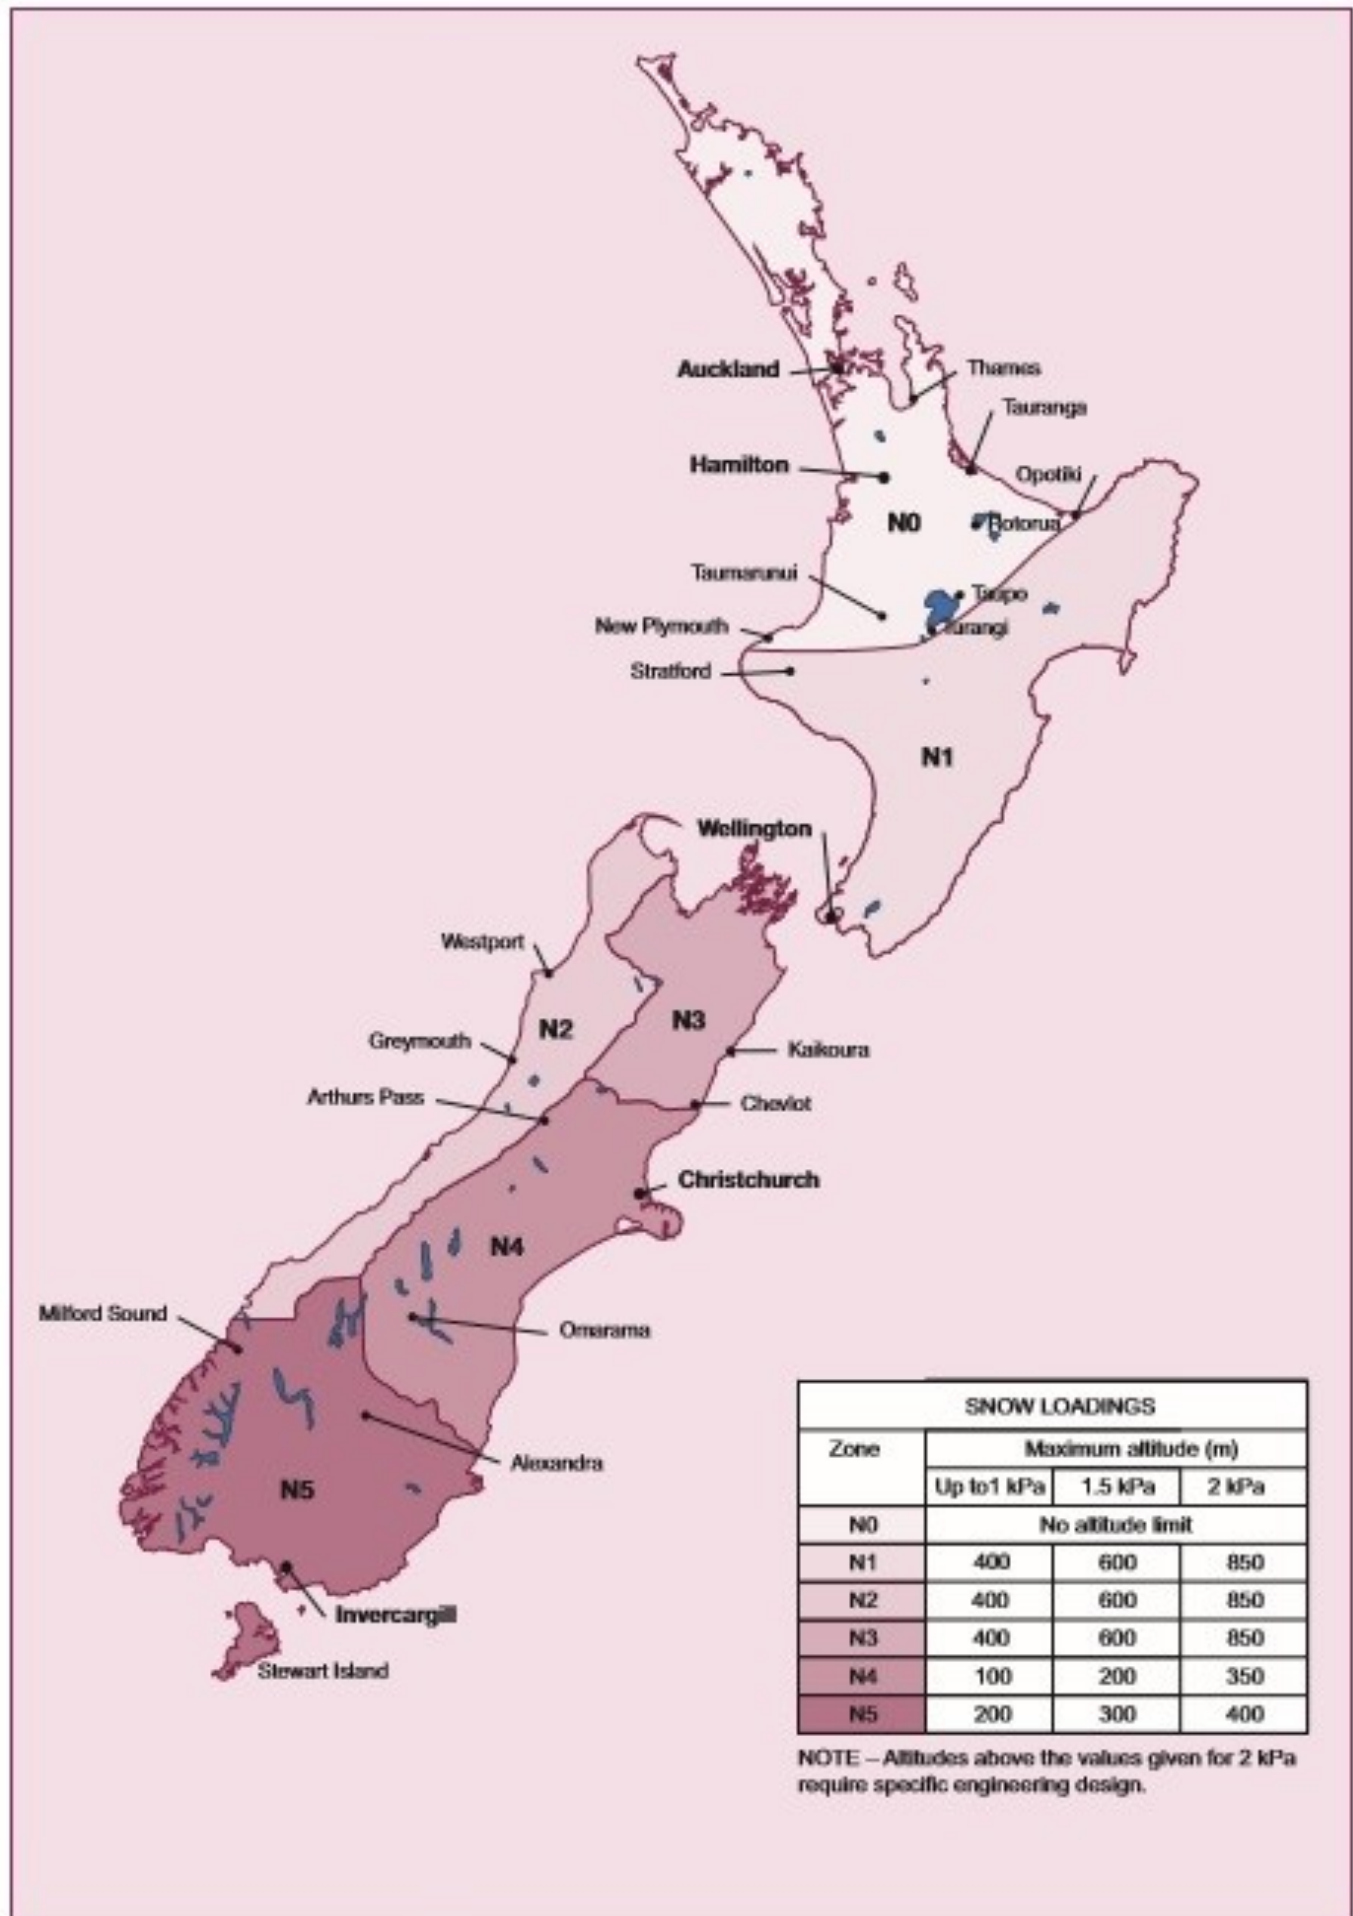 Auckland
Thames
Tauranga
Hamilton
Opotiki
N0
Rotorua
Taumarunui
Taupo
New Plymouth
Turangi
Stratford
N1
Wellington
Westport
N2
N3
Greymouth
Kaikoura
Arthurs Pass
Cheviot
Christchurch
N4
Milford Sound
Omarama
Alexandra
N5
Invercargill
Stewart Island
SNOW LOADINGS
Zone Maximum altitude (m)
Up to1 kPa 1.5 kPa 2 kPa
N0 No altitude limit
N1 400 600 850
N2 400 600 850
N3 400 600 850
N4 100 200 350
N5 200 300 400
NOTE – Altitudes above the values given for 2 kPa
require specific engineering design.